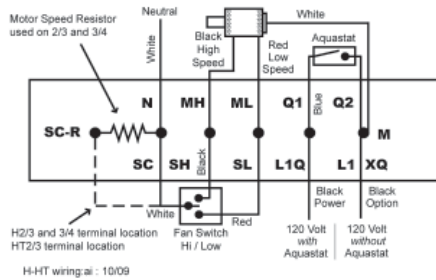 Motor Speed Resistor
used on 2/3 and 3/4
Neutral
White
Black
High
Speed
Red
Low
Speed
White
Aquastat
N
MH
ML
Q1
Blue
Q2
SC-R
M
SC
SH
Black
SL
L1Q
L1
XQ
White
Red
Fan Switch
Hi / Low
Black
Power
Black
Option
120 Volt
with
Aquastat
120 Volt
without
Aquastat
H2/3 and 3/4 terminal location
HT2/3 terminal location
H-HT wiring:ai : 10/09